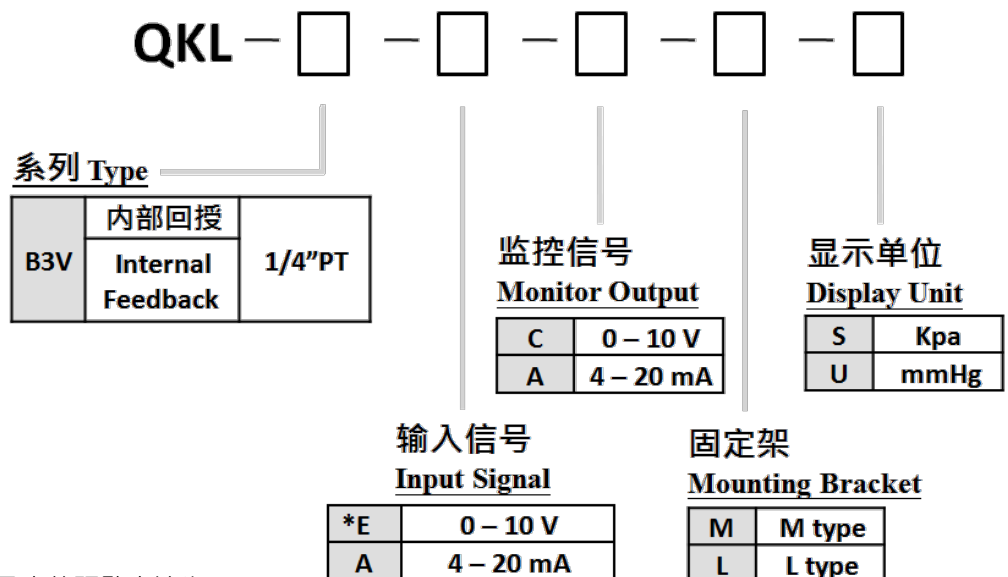 QKL – □ – □ – □ – □ – □
系列 Type
B3V 内部回授 1/4”PT
Internal
Feedback
监控信号
Monitor Output
C 0 – 10 V
A 4 – 20 mA
显示单位
Display Unit
S Kpa
U mmHg
输入信号
Input Signal
*E 0 – 10 V
A 4 – 20 mA
固定架
Mounting Bracket
M M type
L L type